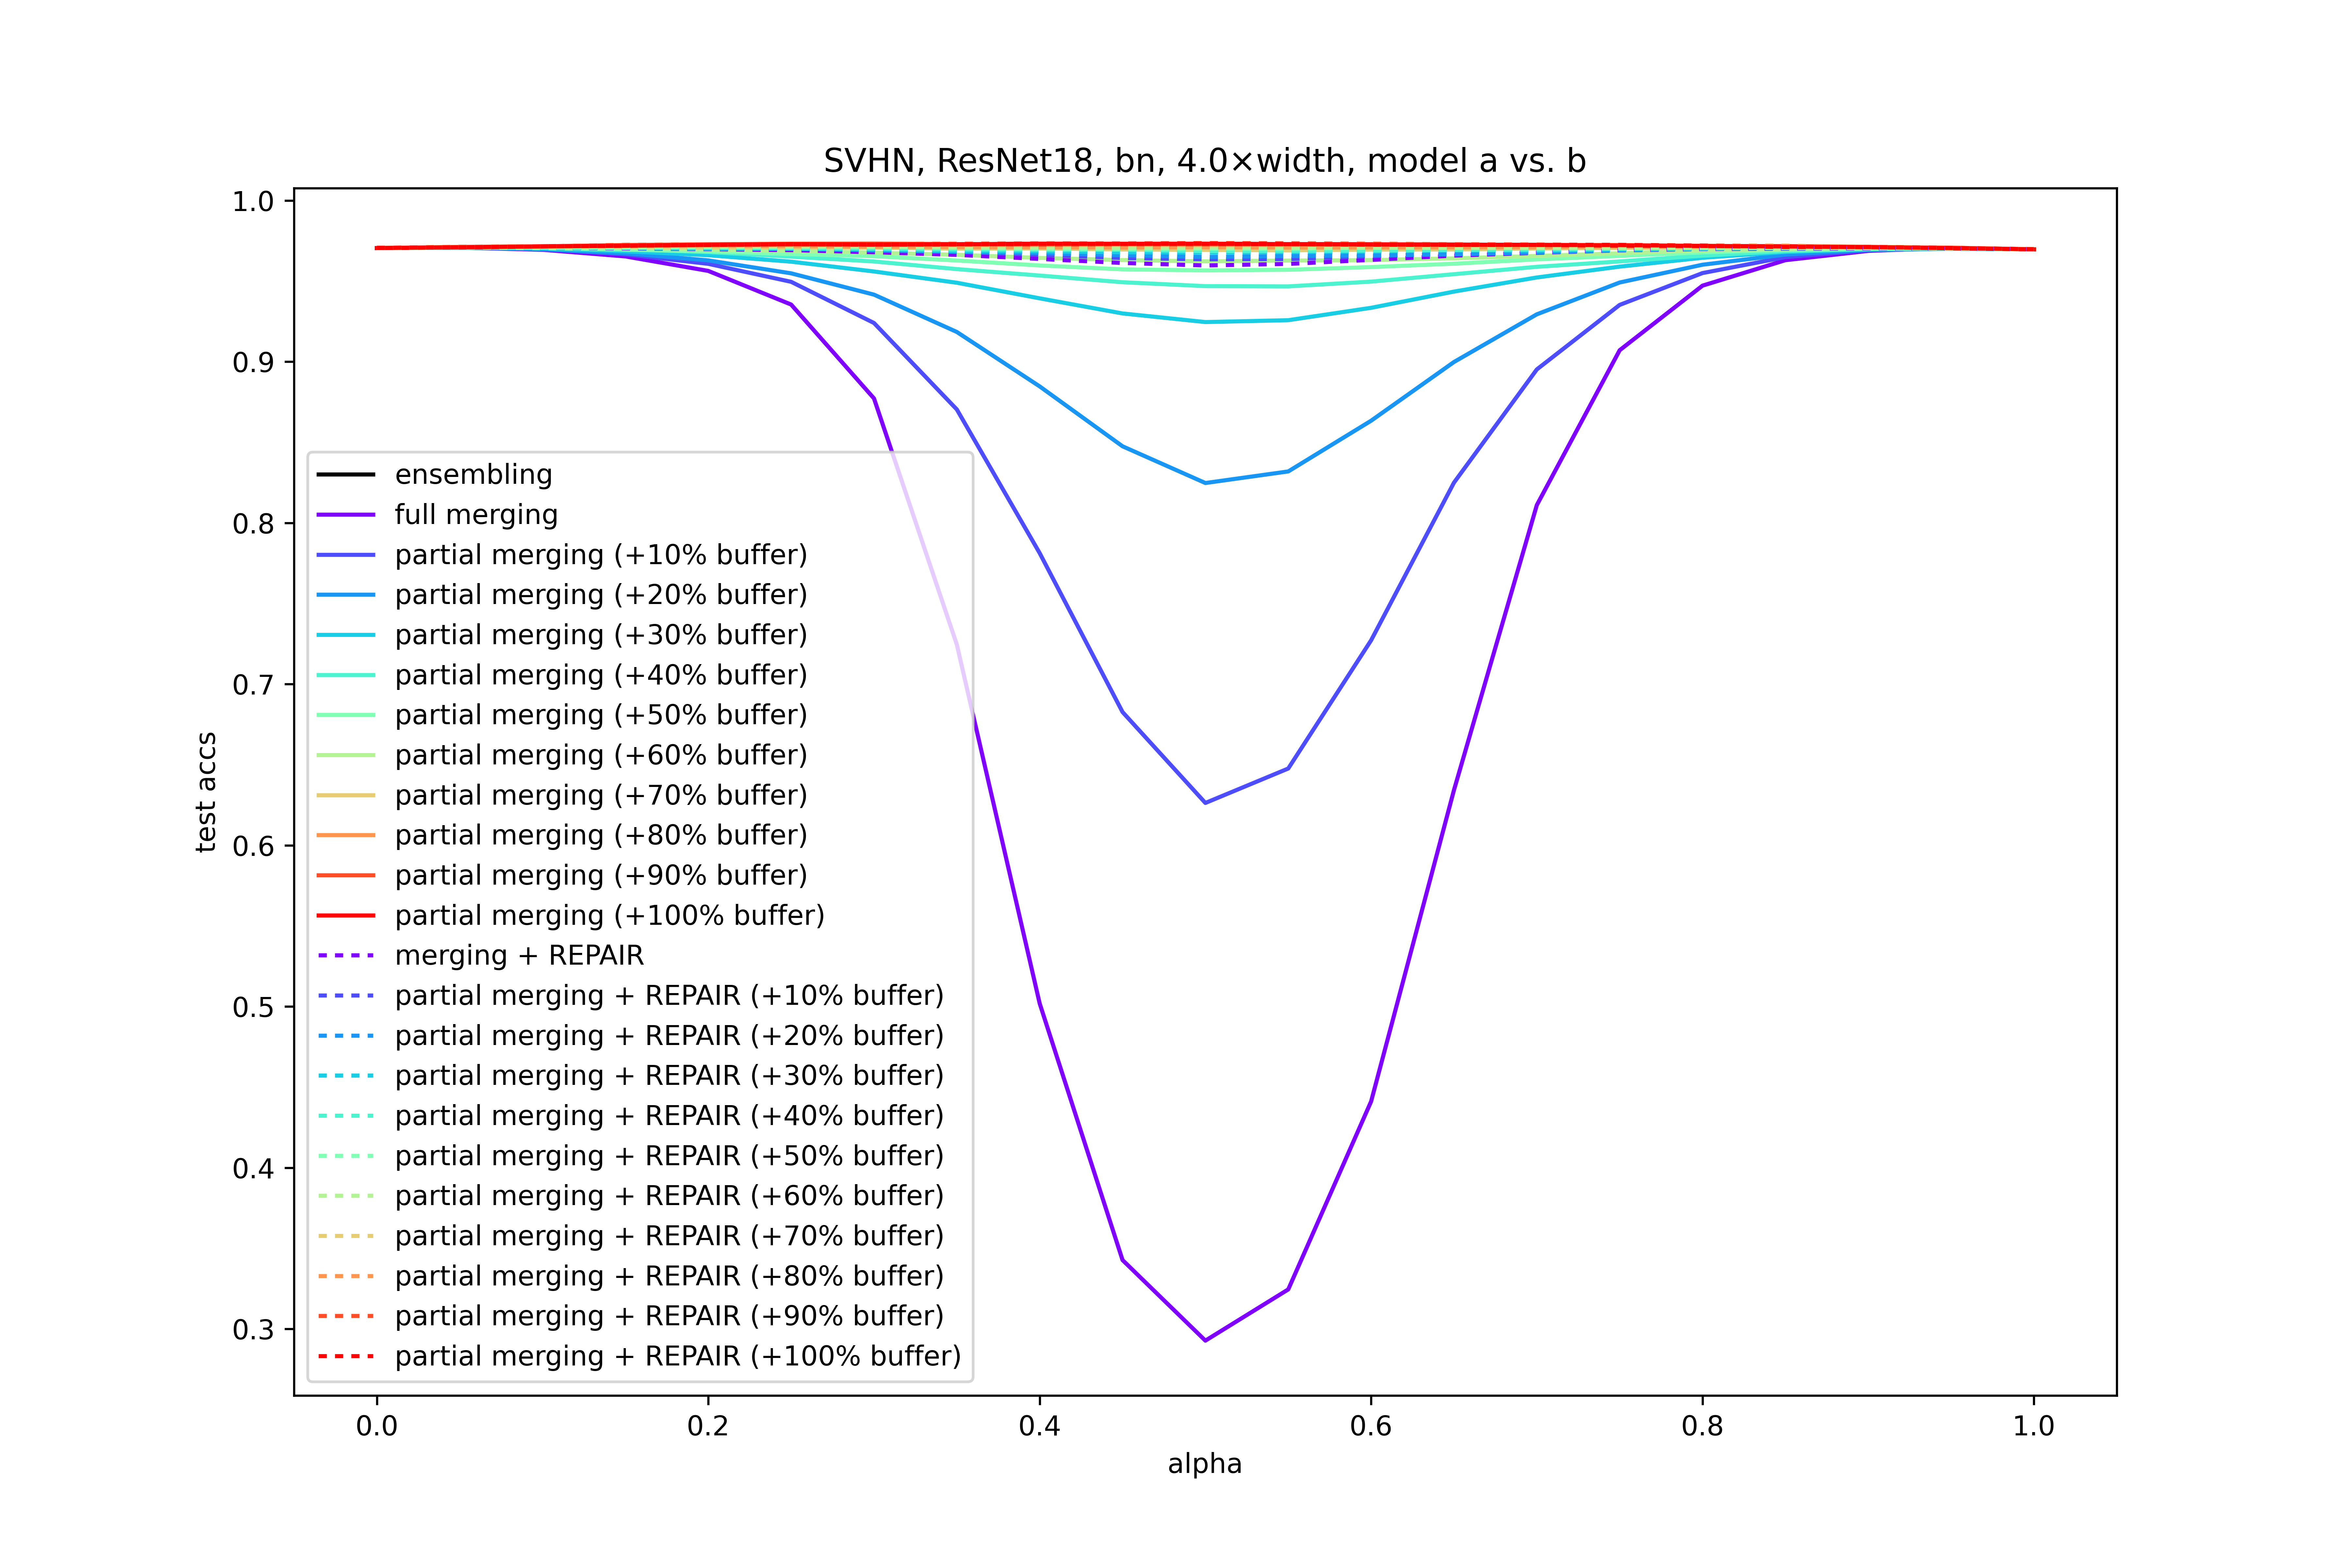 SVHN, ResNet18, bn, 4.0×width, model a vs. b
1.0
0.9
0.8
0.7
0.6
0.5
0.4
0.3
test accs
ensembling
full merging
partial merging (+10% buffer)
partial merging (+20% buffer)
partial merging (+30% buffer)
partial merging (+40% buffer)
partial merging (+50% buffer)
partial merging (+60% buffer)
partial merging (+70% buffer)
partial merging (+80% buffer)
partial merging (+90% buffer)
partial merging (+100% buffer)
merging + REPAIR
partial merging + REPAIR (+10% buffer)
partial merging + REPAIR (+20% buffer)
partial merging + REPAIR (+30% buffer)
partial merging + REPAIR (+40% buffer)
partial merging + REPAIR (+50% buffer)
partial merging + REPAIR (+60% buffer)
partial merging + REPAIR (+70% buffer)
partial merging + REPAIR (+80% buffer)
partial merging + REPAIR (+90% buffer)
partial merging + REPAIR (+100% buffer)
0.0 0.2 0.4 0.6 0.8 1.0
alpha